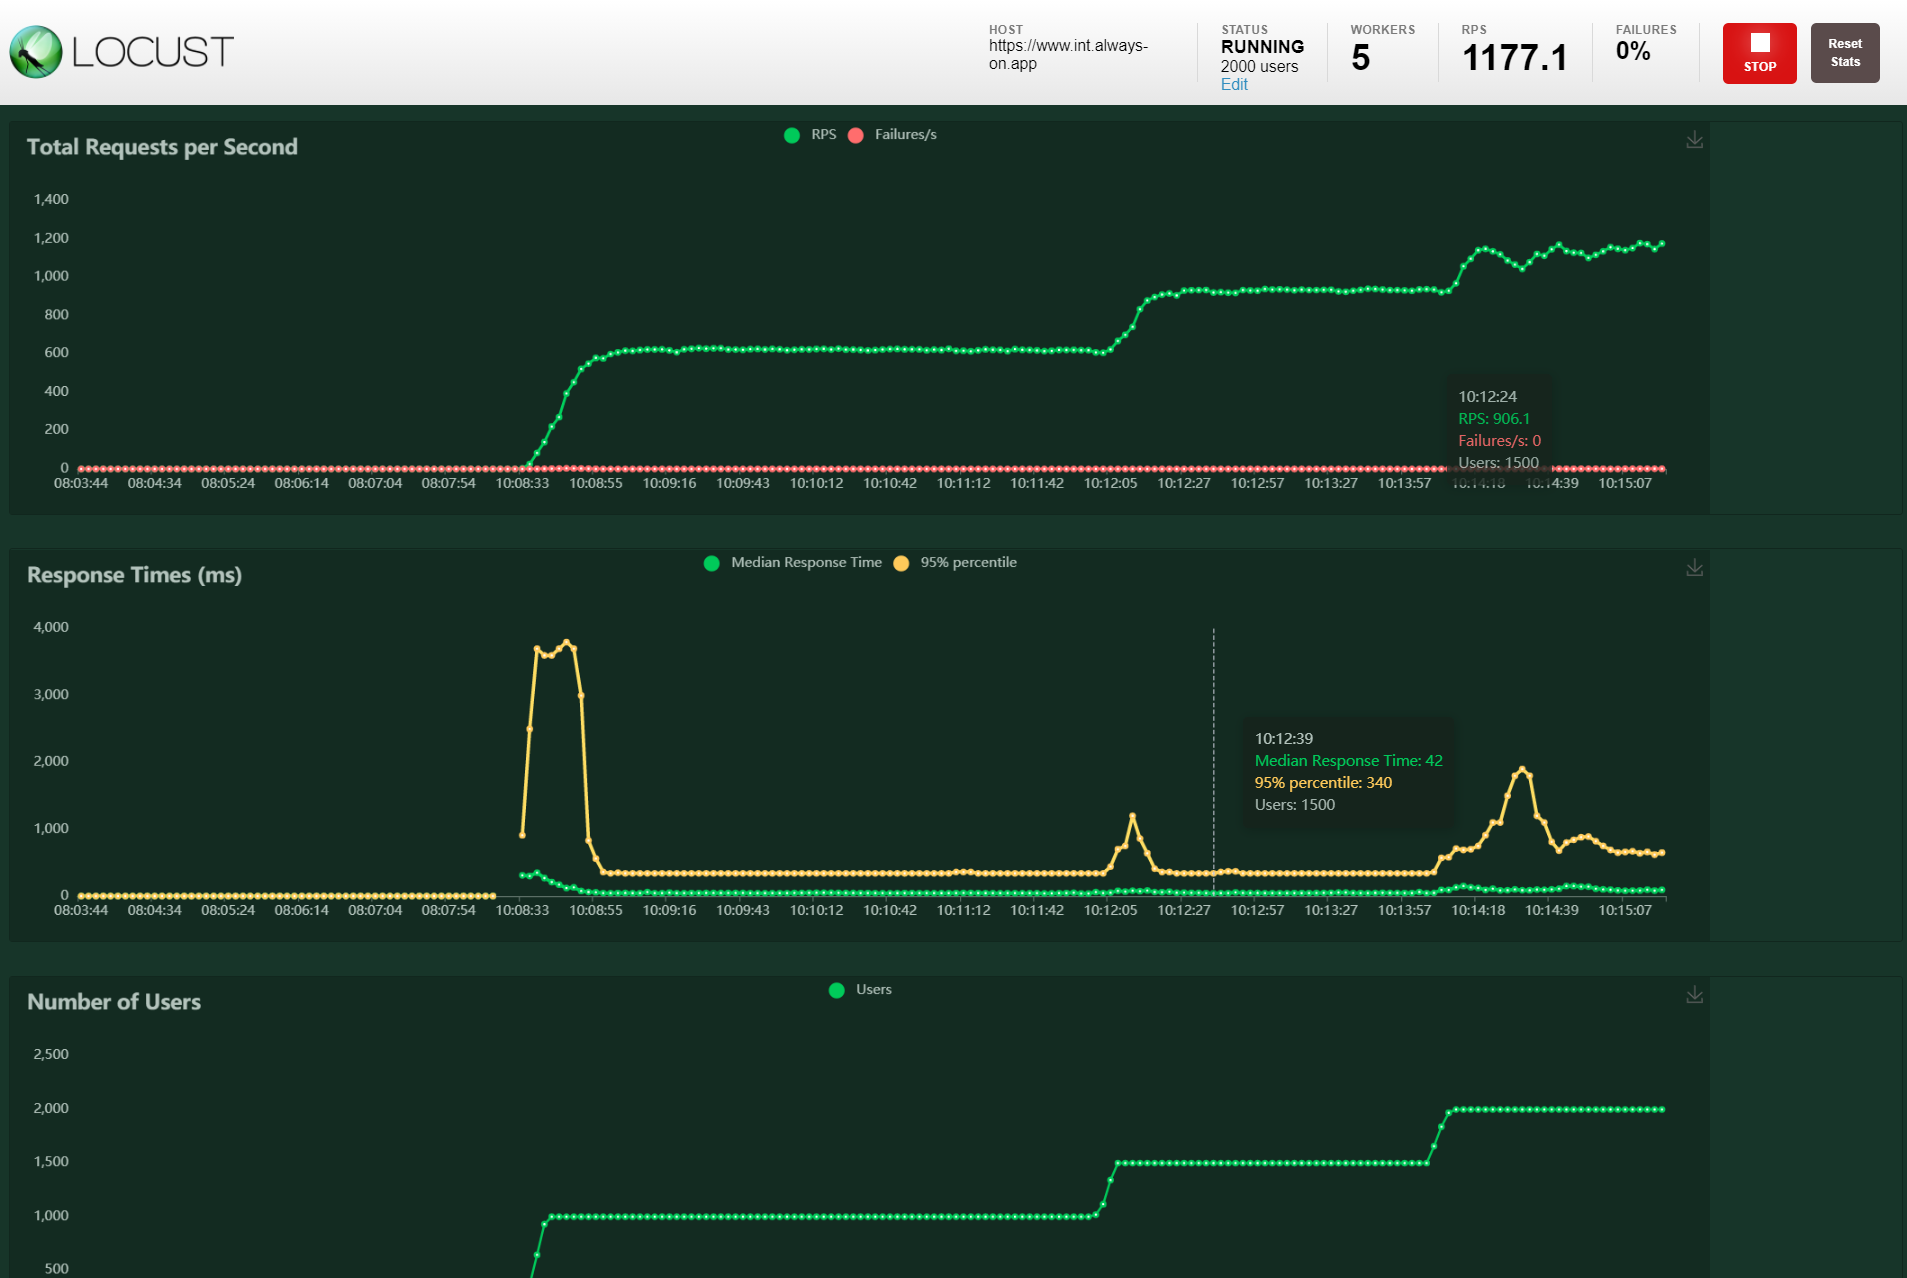 LOCUST
HOST
https://www.int.always-
on.app
STATUS
RUNNING
2000 users
Edit
WORKERS
5
RPS
1177.1
FAILURES
0%
STOP
Reset
Stats
Total Requests per Second
RPS Failures/s
1,400
1,200
1,000
800
600
400
200
0
10:12:24
RPS: 906.1
Failures/s: 0
Users: 1500
08:03:44 08:04:34 08:05:24 08:06:14 08:07:04 08:07:54 10:08:33 10:08:55 10:09:16 10:09:43 10:10:12 10:10:42 10:11:12 10:11:42 10:12:05 10:12:27 10:12:57 10:13:27 10:13:57 10:14:18 10:14:39 10:15:07
Response Times (ms)
Median Response Time 95% percentile
4,000
3,000
2,000
1,000
0
10:12:39
Median Response Time: 42
95% percentile: 340
Users: 1500
08:03:44 08:04:34 08:05:24 08:06:14 08:07:04 08:07:54 10:08:33 10:08:55 10:09:16 10:09:43 10:10:12 10:10:42 10:11:12 10:11:42 10:12:05 10:12:27 10:12:57 10:13:27 10:13:57 10:14:18 10:14:39 10:15:07
Number of Users
Users
2,500
2,000
1,500
1,000
500